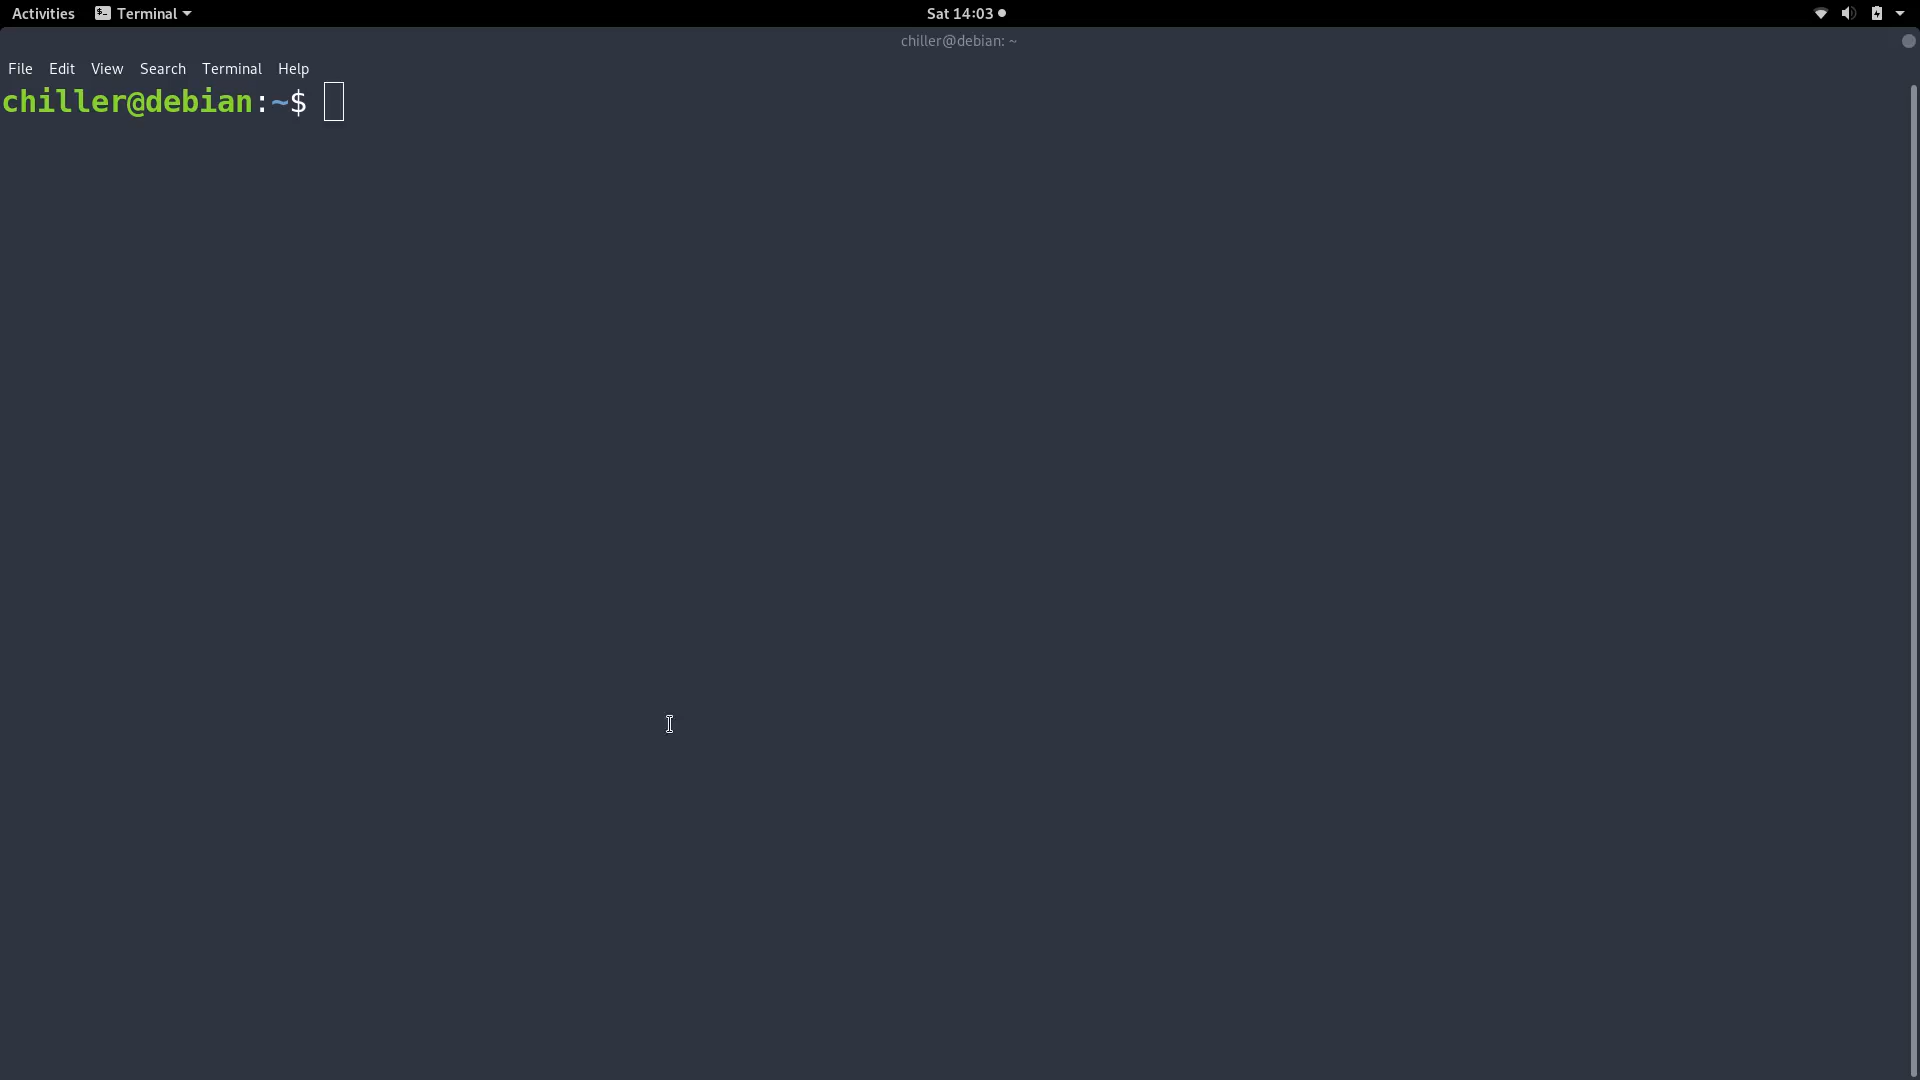 Activities Terminal Sat 14:03
chiller@debian: ~
File Edit View Search Terminal Help
chiller@debian:~$